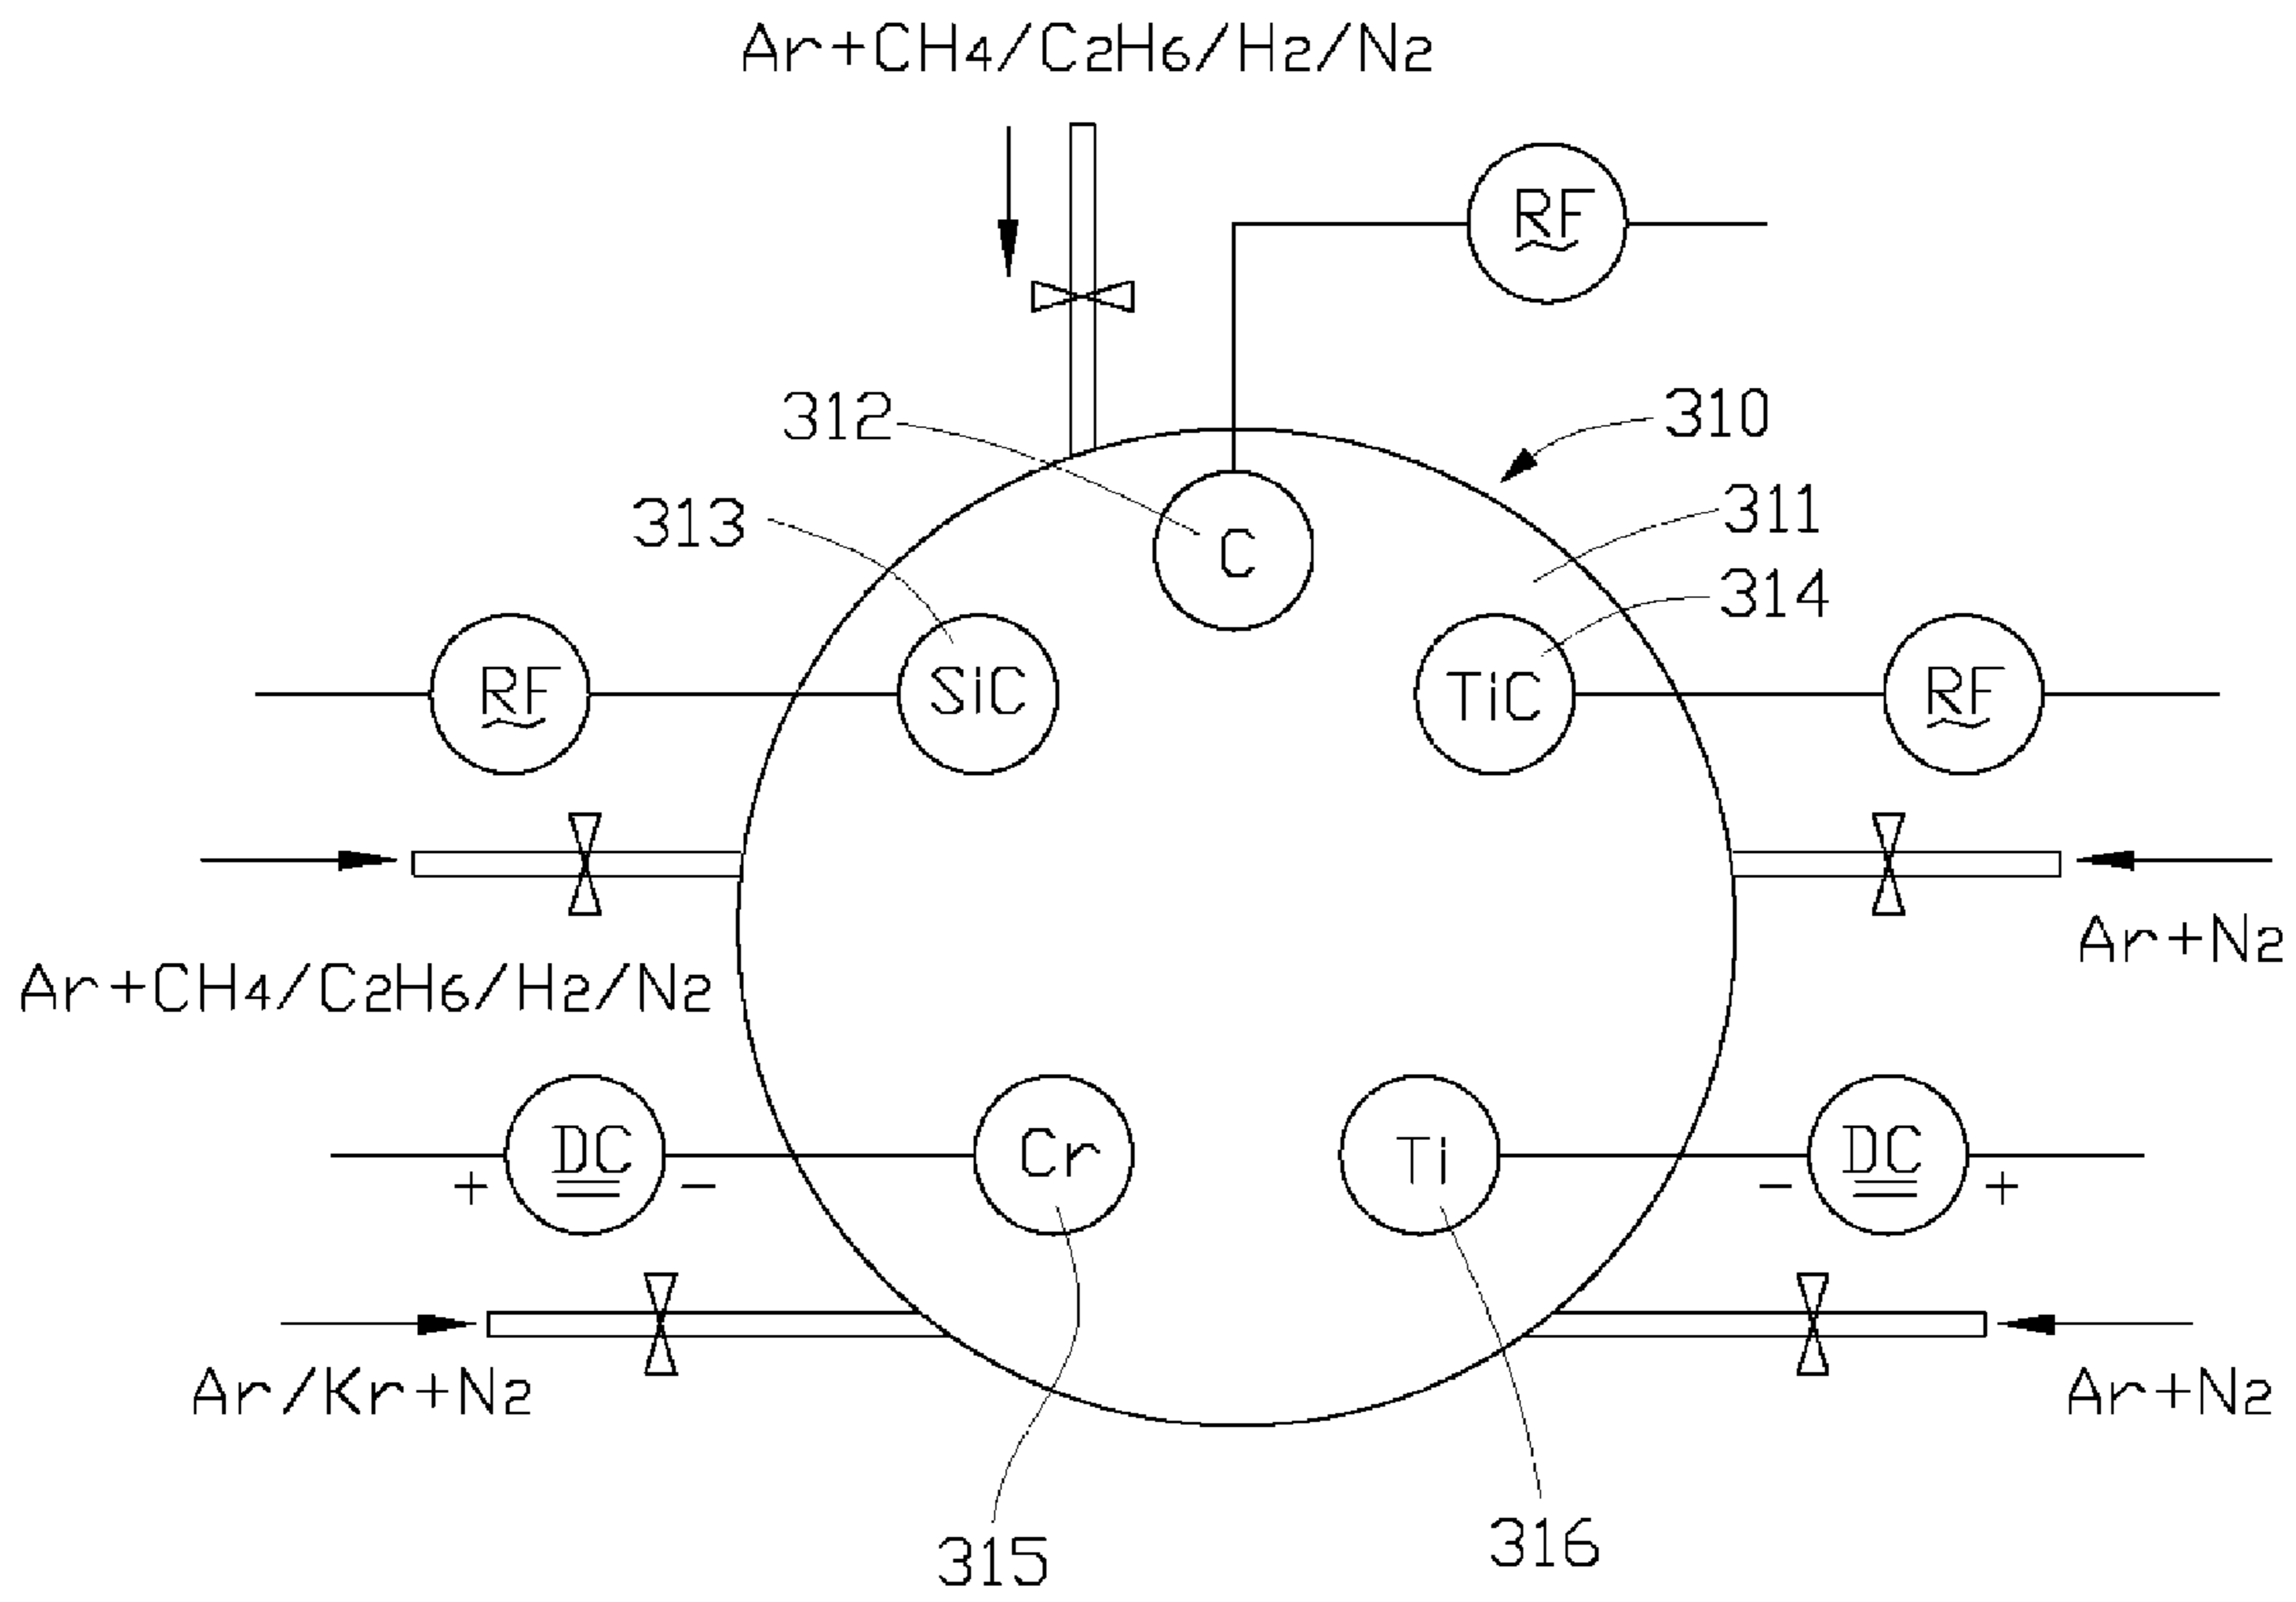 Ar+CH4/C2H6/H2/N2
RF
312
310
313
311
C
314
RF
SiC
TiC
RF
Ar+N2
Ar+CH4/C2H6/H2/N2
DC
Cr
Ti
DC
+
−
−
+
Ar/Kr+N2
Ar+N2
315
316